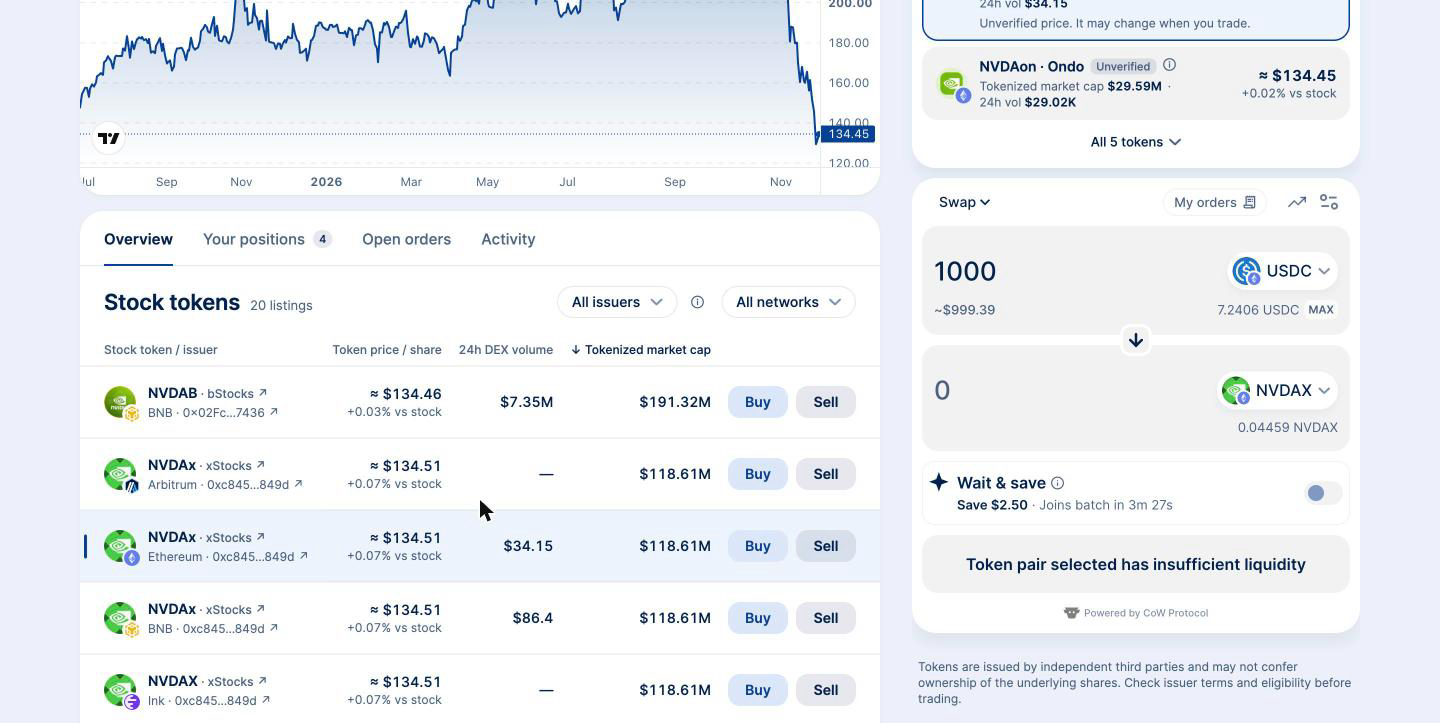 200.00
180.00
160.00
140.00
134.45
120.00
Jul Sep Nov 2026 Mar May Jul Sep Nov
Overview Your positions 4 Open orders Activity
Stock tokens 20 listings All issuers All networks
Stock token / issuer Token price / share 24h DEX volume ↓ Tokenized market cap
NVDAB · bStocks ↗ ≈ $134.46 $7.35M $191.32M Buy Sell
BNB · 0x02Fc...7436 ↗ +0.03% vs stock
NVDAx · xStocks ↗ ≈ $134.51 — $118.61M Buy Sell
Arbitrum · 0xc845...849d ↗ +0.07% vs stock
NVDAx · xStocks ↗ ≈ $134.51 $34.15 $118.61M Buy Sell
Ethereum · 0xc845...849d ↗ +0.07% vs stock
NVDAx · xStocks ↗ ≈ $134.51 $86.4 $118.61M Buy Sell
BNB · 0xc845...849d ↗ +0.07% vs stock
NVDAX · xStocks ↗ ≈ $134.51 — $118.61M Buy Sell
Ink · 0xc845...849d ↗ +0.07% vs stock
24h vol $34.15
Unverified price. It may change when you trade.
NVDAon · Ondo Unverified ≈ $134.45
Tokenized market cap $29.59M · +0.02% vs stock
24h vol $29.02K
All 5 tokens
Swap My orders
1000 USDC
~$999.39 7.2406 USDC MAX
0 NVDAX
0.04459 NVDAX
Wait & save
Save $2.50 · Joins batch in 3m 27s
Token pair selected has insufficient liquidity
Powered by CoW Protocol
Tokens are issued by independent third parties and may not confer
ownership of the underlying shares. Check issuer terms and eligibility before
trading.